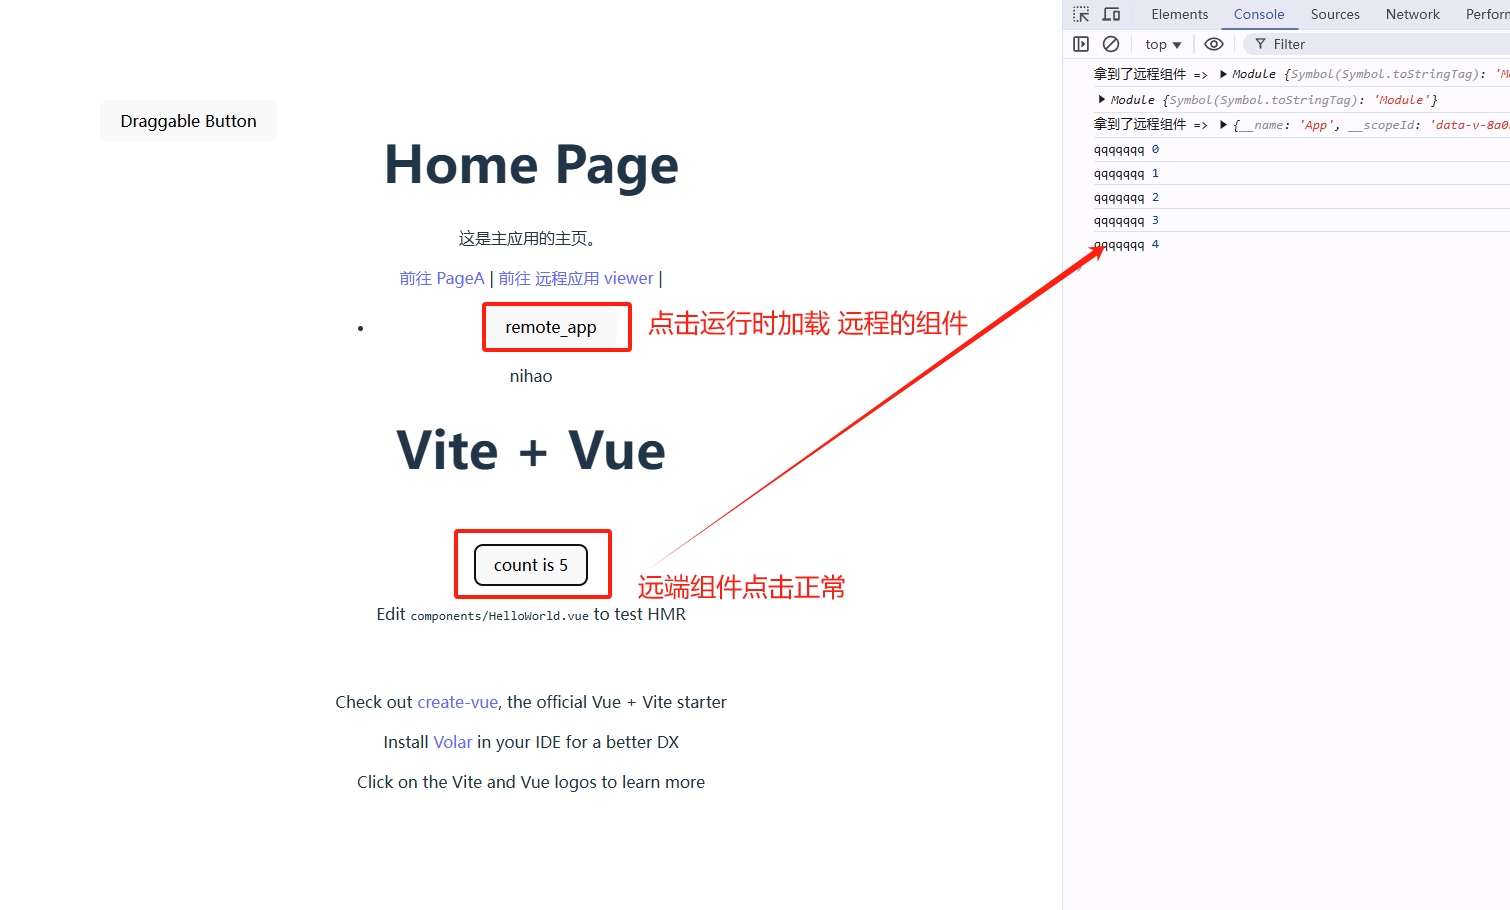 Draggable Button
Home Page
这是主应用的主页。
前往 PageA | 前往 远程应用 viewer |
remote_app
点击运行时加载 远程的组件
nihao
Vite + Vue
count is 5
远端组件点击正常
Edit components/HelloWorld.vue to test HMR
Check out create-vue, the official Vue + Vite starter
Install Volar in your IDE for a better DX
Click on the Vite and Vue logos to learn more
Elements Console Sources Network Perforn
top Filter
拿到了远程组件 => Module {Symbol(Symbol.toStringTag): 'Mo
Module {Symbol(Symbol.toStringTag): 'Module'}
拿到了远程组件 => {__name: 'App', __scopeId: 'data-v-8a0
qqqqqqq 0
qqqqqqq 1
qqqqqqq 2
qqqqqqq 3
qqqqqqq 4